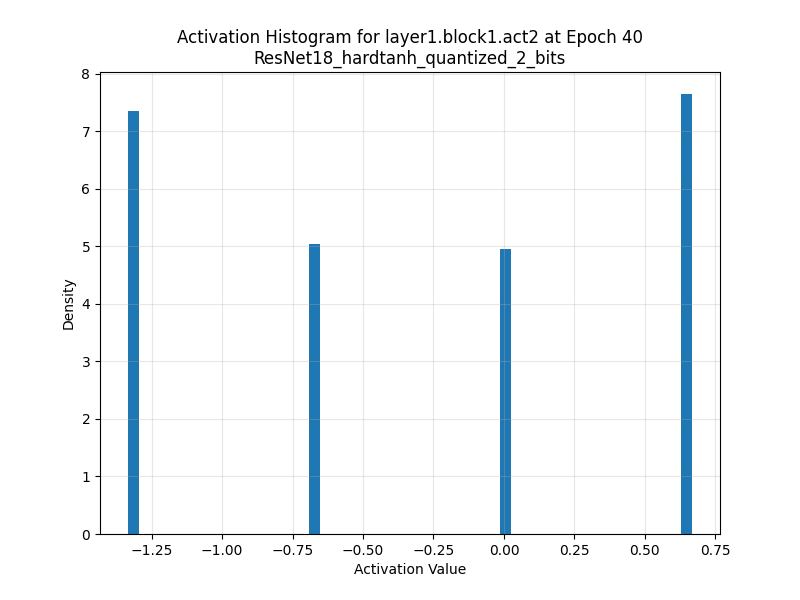 Activation Histogram for layer1.block1.act2 at Epoch 40
ResNet18_hardtanh_quantized_2_bits
8
7
6
5
4
3
2
1
0
Density
−1.25 −1.00 −0.75 −0.50 −0.25 0.00 0.25 0.50 0.75
Activation Value